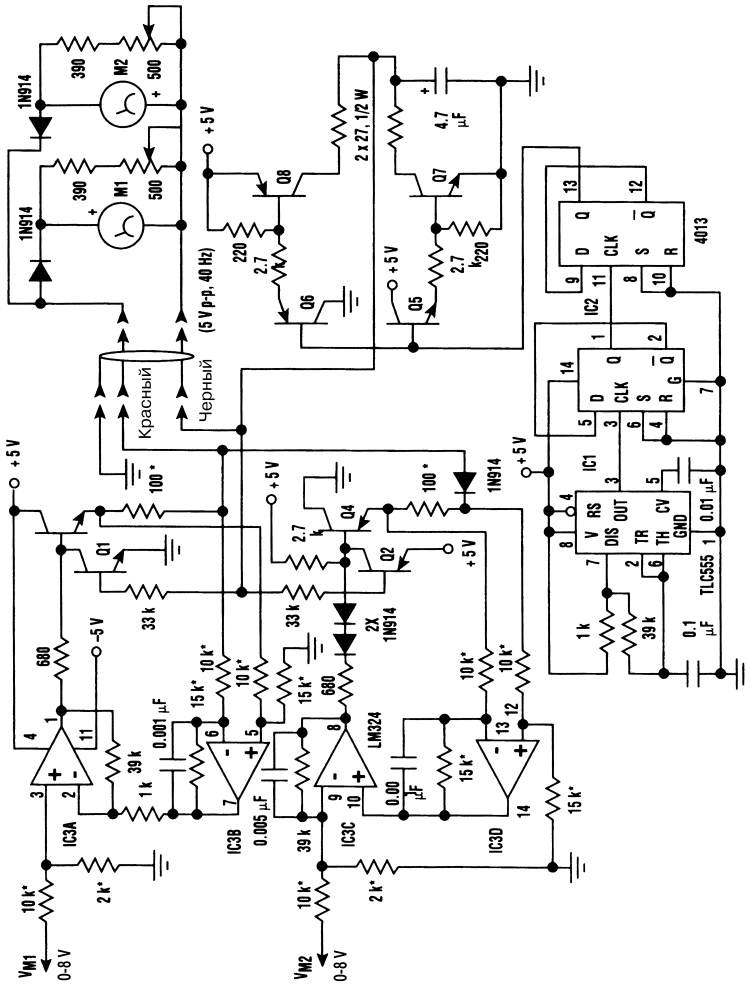 1N914
390
M2
+
500
1N914
390
M1
+
500
(5 V p-p, 40 Hz)
Красный
Черный
+ 5 V
Q8
220
2.7
k
Q6
2 x 27, 1/2 W
+
4.7
µF
Q7
2.7
k
220
+ 5 V
Q5
13
12
Q
Q
D
CLK
S
R
9
11
8
10
4013
IC2
14
1
2
Q
Q
D
CLK
S
R
G
5
3
6
4
7
+ 5 V
IC1
4
8
V
RS
OUT
DIS
TR
TH
CV
GND
7
2
6
3
5
1
0.01
µF
TLC555
1 k
39 k
0.1
µF
+ 5 V
Q1
100 *
33 k
680
–5 V
4
1
11
3
2
+
-
IC3A
39 k
1 k
10 k*
2 k*
VM1
0-8 V
0.001 µF
15 k*
10 k*
10 k*
15 k*
6
5
7
-
+
IC3B
0.005 µF
39 k
680
2X
1N914
33 k
+ 5 V
2.7
k
Q4
Q2
+ 5 V
100 *
1N914
LM324
8
9
10
-
+
IC3C
10 k*
2 k*
VM2
0-8 V
0.00
µF
15 k*
10 k*
10 k*
13
12
14
-
+
IC3D
15 k*